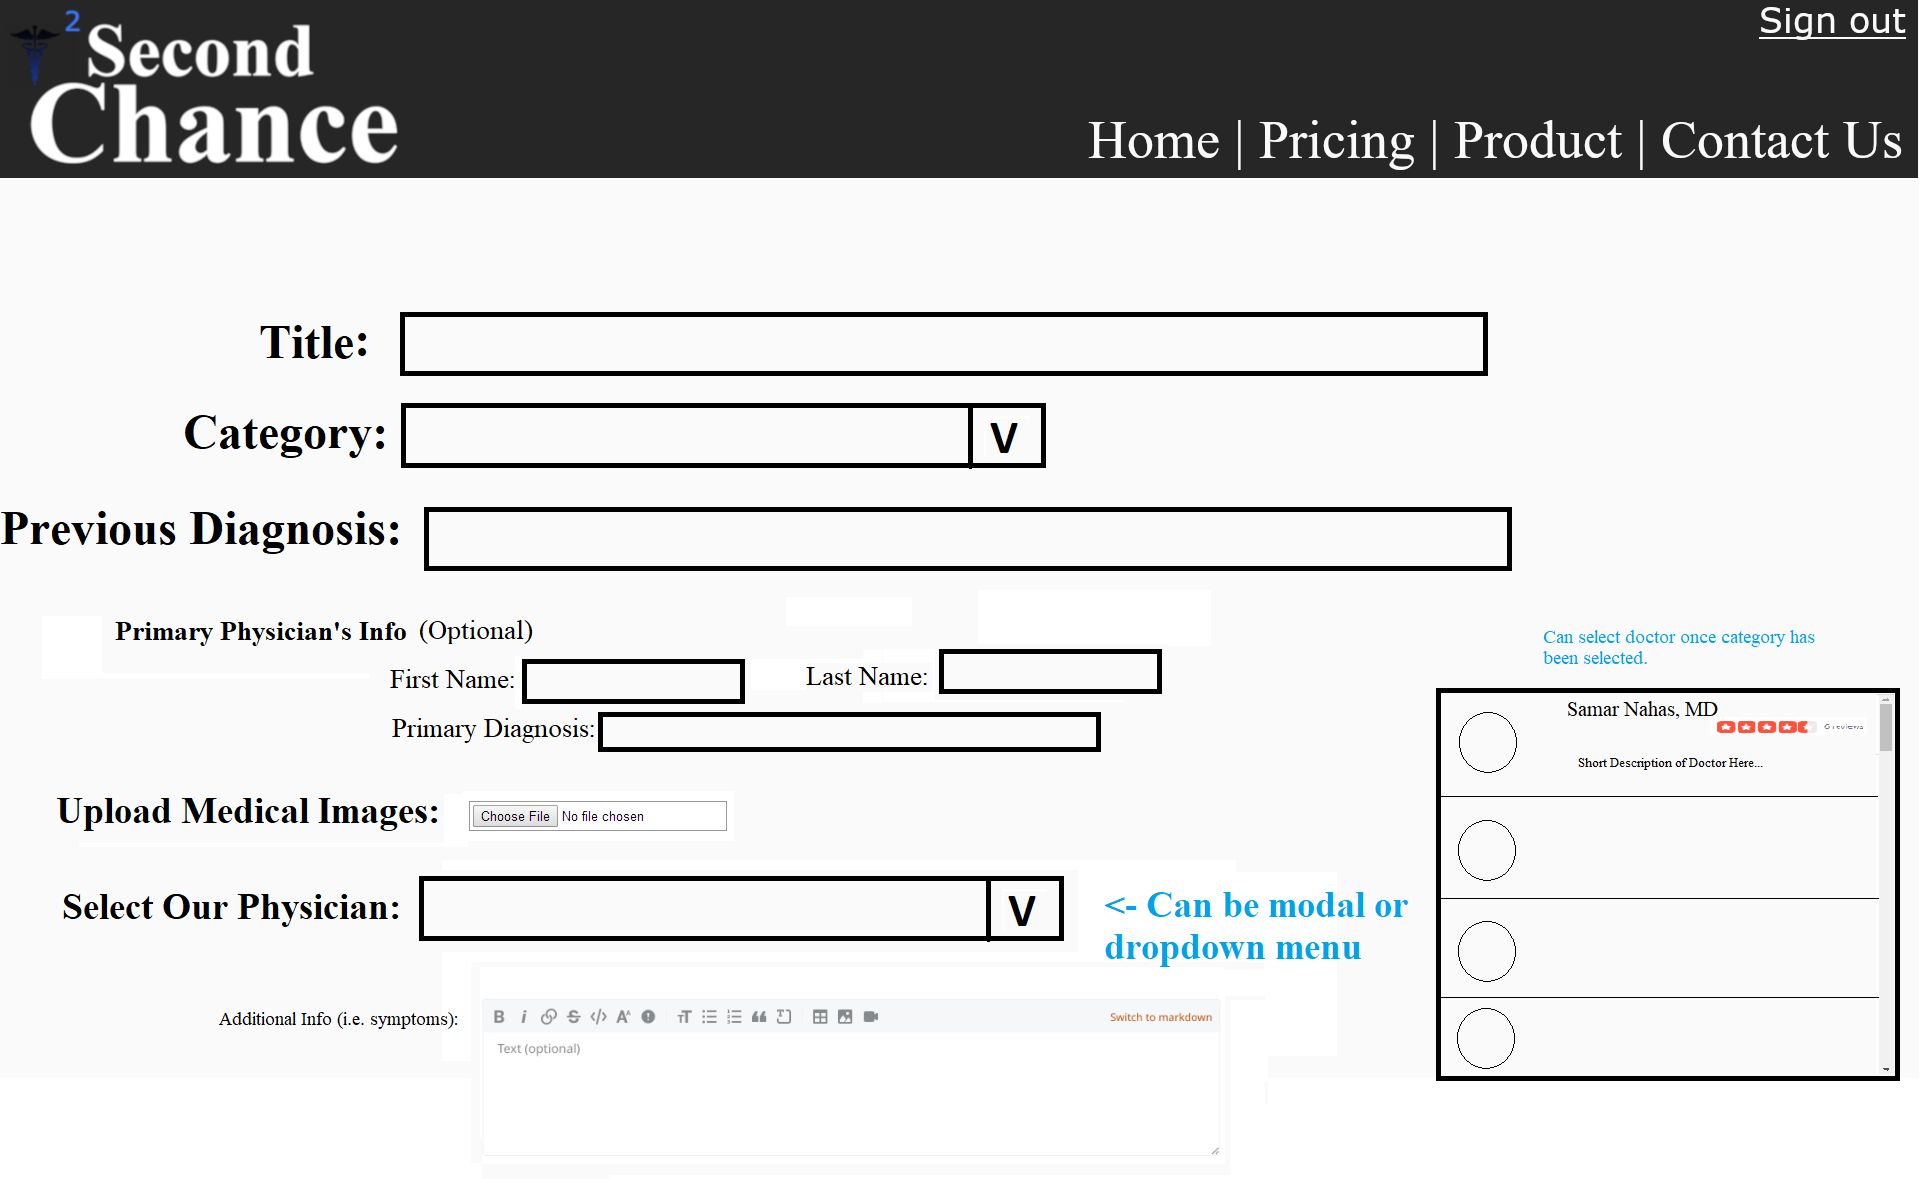 2
Second
Chance
Sign out
Home | Pricing | Product | Contact Us
Title:
Category:
V
Previous Diagnosis:
Primary Physician's Info (Optional)
First Name:
Last Name:
Primary Diagnosis:
Can select doctor once category has
been selected.
Samar Nahas, MD
6 reviews
Short Description of Doctor Here...
Upload Medical Images:
Choose File No file chosen
Select Our Physician:
V
<- Can be modal or
dropdown menu
Additional Info (i.e. symptoms):
Switch to markdown
Text (optional)